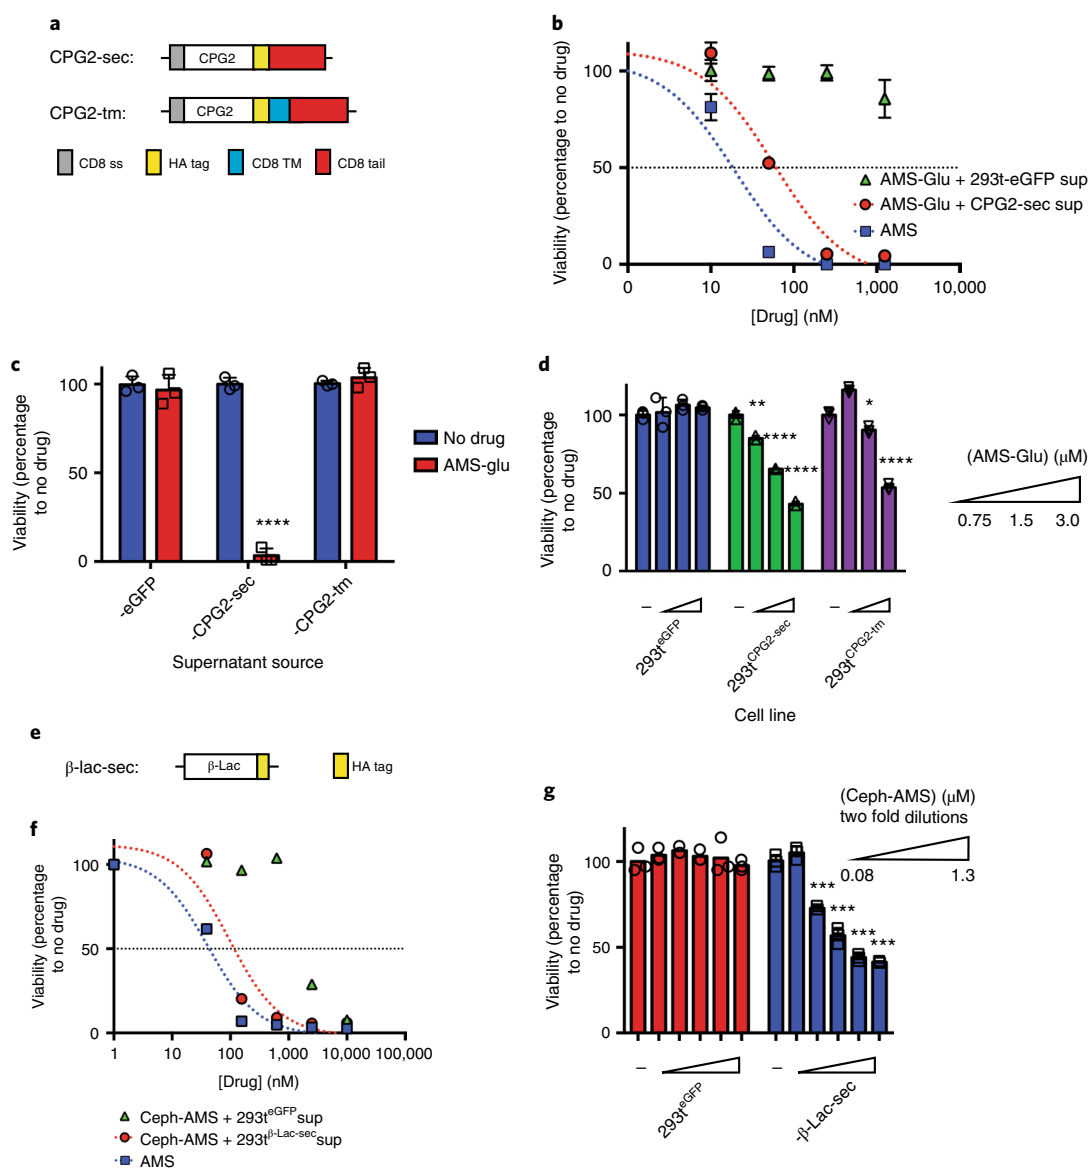 a
CPG2-sec:
CPG2
CPG2-tm:
CPG2
CD8 ss
HA tag
CD8 TM
CD8 tail
b
Viability (percentage to no drug)
100
50
0
0
10
100
1,000
10,000
[Drug] (nM)
AMS-Glu + 293t-eGFP sup
AMS-Glu + CPG2-sec sup
AMS
c
Viability (percentage
to no drug)
100
50
0
****
No drug
AMS-glu
-eGFP
-CPG2-sec
-CPG2-tm
Supernatant source
d
Viability (percentage
to no drug)
100
50
0
**
****
****
*
****
(AMS-Glu) (μM)
0.75 1.5 3.0
–
–
–
293t^eGFP
293t^CPG2-sec
293t^CPG2-tm
Cell line
e
β-lac-sec:
β-Lac
HA tag
f
Viability (percentage
to no drug)
100
50
0
1
10
100
1,000
10,000
100,000
[Drug] (nM)
Ceph-AMS + 293t^eGFP sup
Ceph-AMS + 293t^β-Lac-sec sup
AMS
g
(Ceph-AMS) (μM)
two fold dilutions
0.08
1.3
Viability (percentage
to no drug)
100
50
0
***
***
***
***
–
–
293t^eGFP
-β-Lac-sec